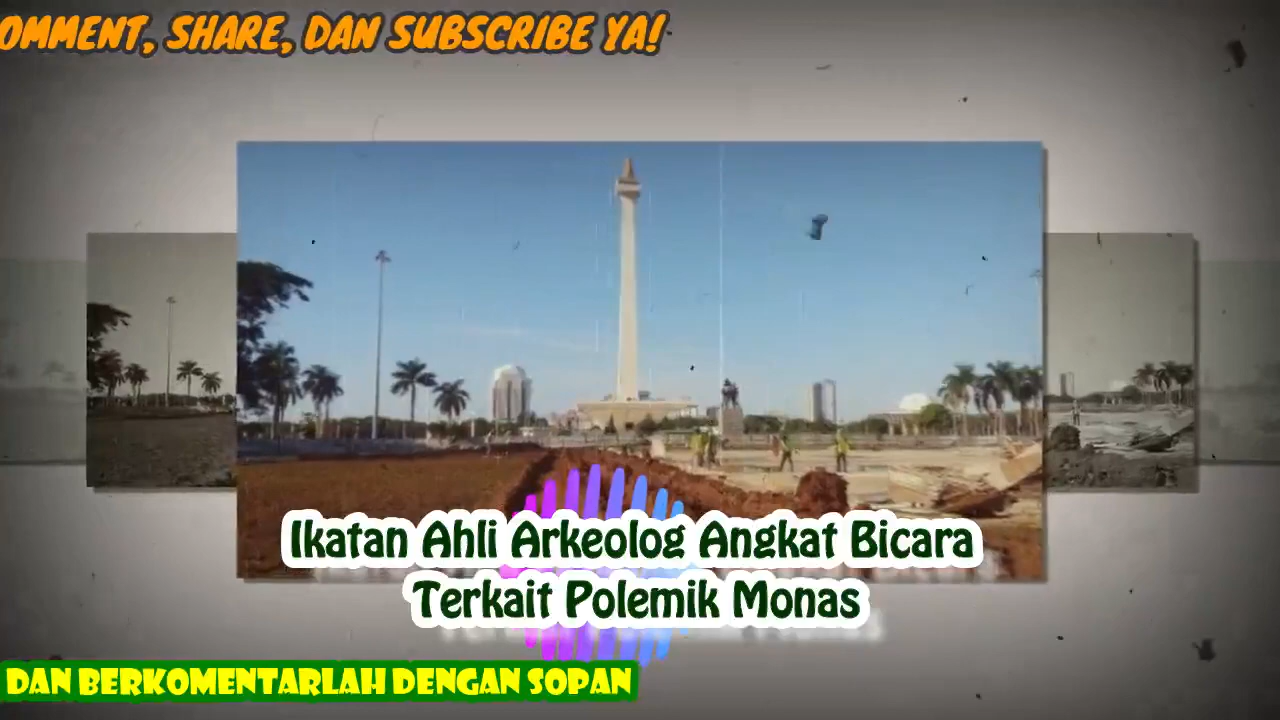 OMMENT, SHARE, DAN SUBSCRIBE YA!
Ikatan Ahli Arkeolog Angkat Bicara
Terkait Polemik Monas
DAN BERKOMENTARLAH DENGAN SOPAN